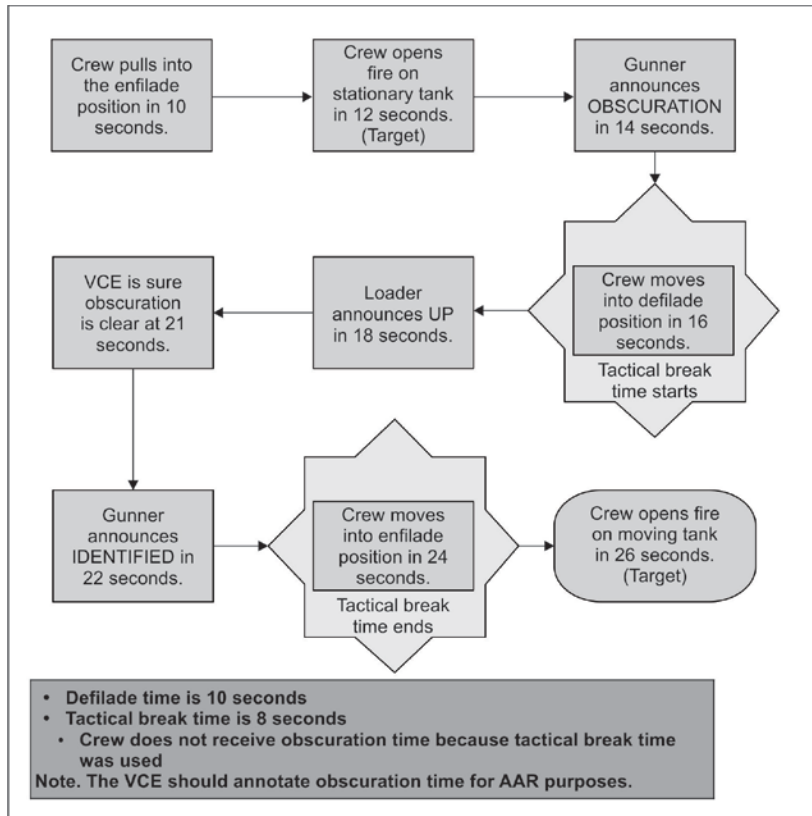 Crew pulls into
the enfilade
position in 10
seconds.
Crew opens
fire on
stationary tank
in 12 seconds.
(Target)
Gunner
announces
OBSCURATION
in 14 seconds.
Crew moves
into defilade
position in 16
seconds.
Tactical break
time starts
Loader
announces UP
in 18 seconds.
VCE is sure
obscuration
is clear at 21
seconds.
Gunner
announces
IDENTIFIED in
22 seconds.
Crew moves
into enfilade
position in 24
seconds.
Tactical break
time ends
Crew opens fire
on moving tank
in 26 seconds.
(Target)
• Defilade time is 10 seconds
• Tactical break time is 8 seconds
• Crew does not receive obscuration time because tactical break time
was used
Note. The VCE should annotate obscuration time for AAR purposes.